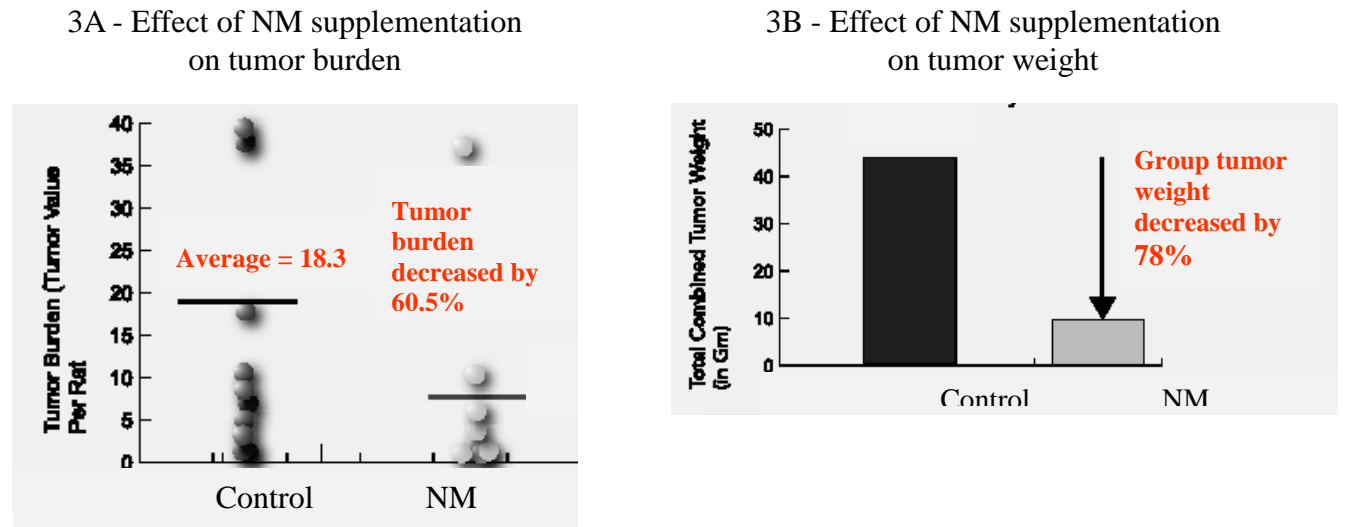 3A - Effect of NM supplementation
on tumor burden
40
35
30
25
20
15
10
5
0
Tumor Burden (Tumor Value
Per Rat
Average = 18.3
Tumor
burden
decreased by
60.5%
Control
NM
3B - Effect of NM supplementation
on tumor weight
50
40
30
20
10
0
Total Combined Tumor Weight
(in Gm)
Group tumor
weight
decreased by
78%
Control
NM